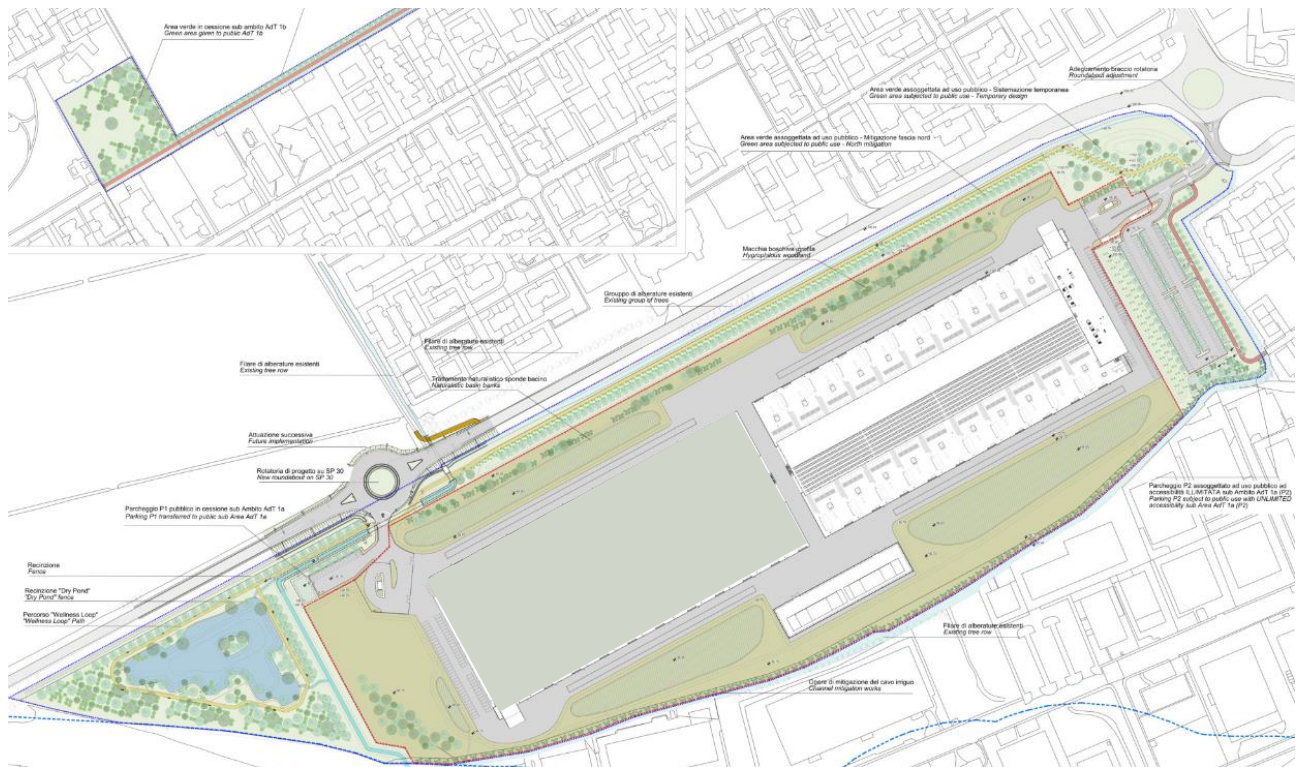 Area verde in cessione sub ambito AdT 1b
Green area given to public AdT 1b
Adeguamento braccio rotatoria
Roundabout adjustment
Area verde assoggettata ad uso pubblico - Sistemazione temporanea
Green area subjected to public use - Temporary design
Area verde assoggettata ad uso pubblico - Mitigazione fascia nord
Green area subjected to public use - North mitigation
Macchia boschiva igrofila
Hygrophilous woodland
Gruppo di alberature esistenti
Existing group of trees
Filare di alberature esistenti
Existing tree row
Filare di alberature esistenti
Existing tree row
Trattamento naturalistico sponde bacino
Naturalistic basin banks
Attuazione successiva
Future implementation
Rotatoria di progetto su SP 30
New roundabout on SP 30
Parcheggio P1 pubblico in cessione sub Ambito AdT 1a
Parking P1 transferred to public sub Area AdT 1a
Parcheggio P2 assoggettato ad uso pubblico ad
accessibilità ILLIMITATA sub Ambito AdT 1a (P2)
Parking P2 subject to public use with UNLIMITED
accessibility sub Area AdT 1a (P2)
Recinzione
Fence
Recinzione "Dry Pond"
"Dry Pond" fence
Percorso "Wellness Loop"
"Wellness Loop" Path
Filare di alberature esistenti
Existing tree row
Opere di mitigazione del cavo irriguo
Channel mitigation works